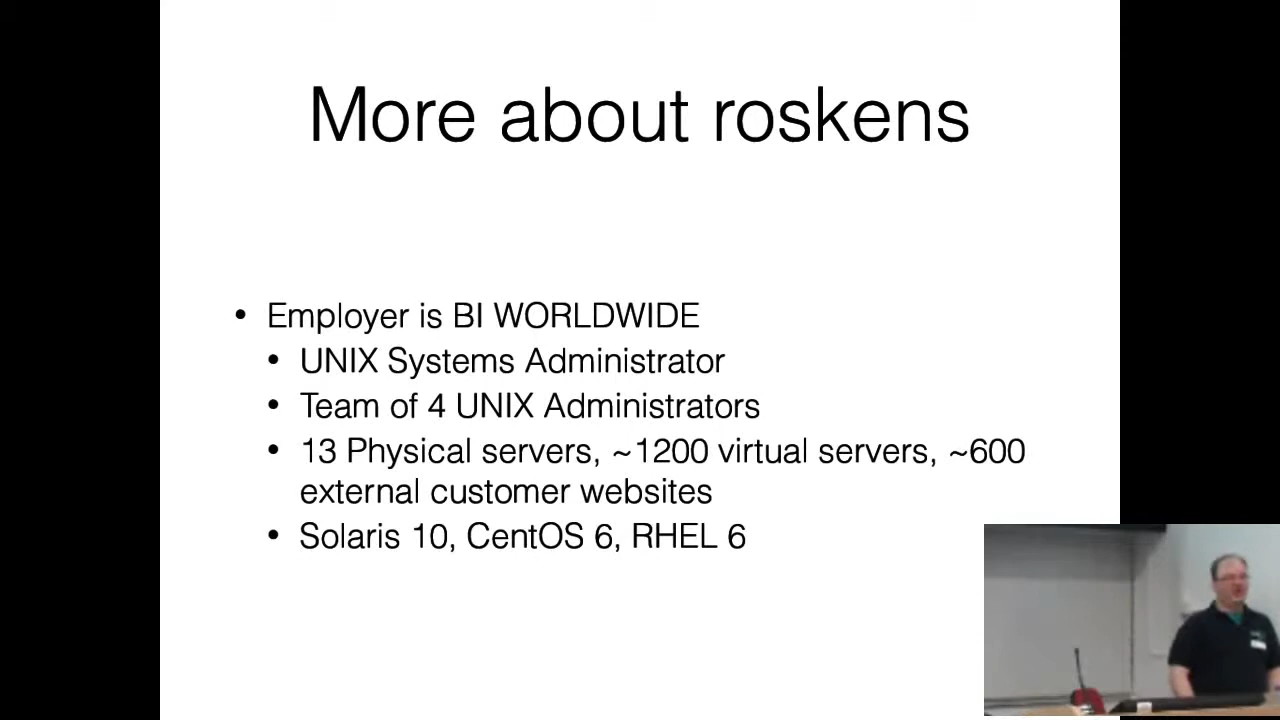 More about roskens
• Employer is BI WORLDWIDE
• UNIX Systems Administrator
• Team of 4 UNIX Administrators
• 13 Physical servers, ~1200 virtual servers, ~600
external customer websites
• Solaris 10, CentOS 6, RHEL 6